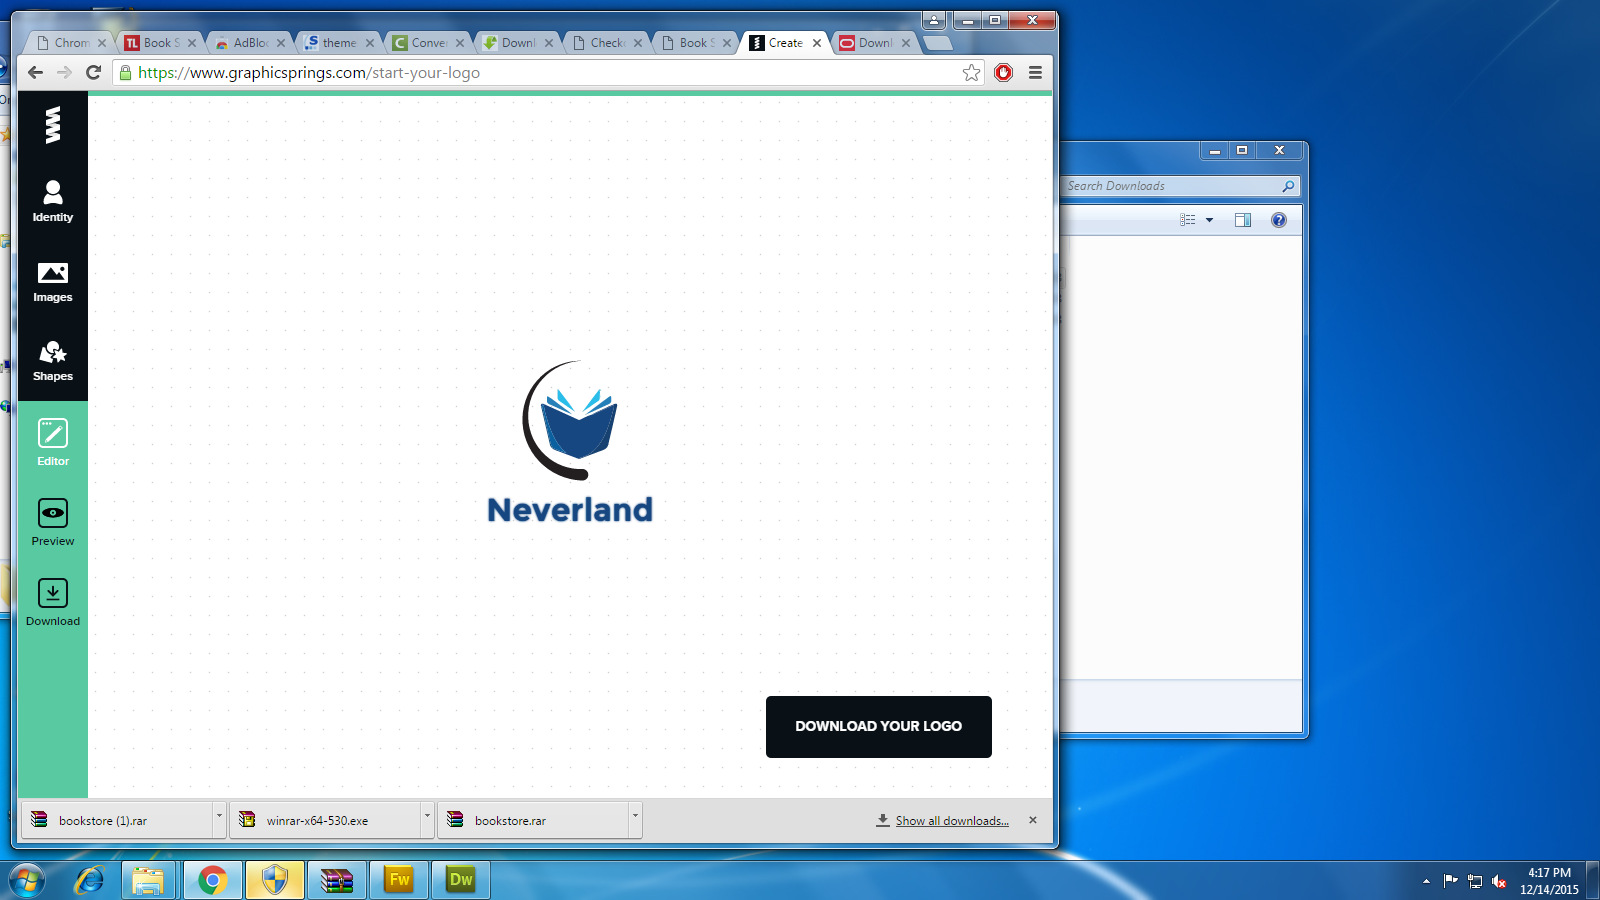 Chrom
Book S
AdBloc
theme
Conve
Downl
Check
Book S
Create
Downl
https://www.graphicsprings.com/start-your-logo
Identity
Images
Shapes
Editor
Preview
Download
Neverland
DOWNLOAD YOUR LOGO
Search Downloads
bookstore (1).rar
winrar-x64-530.exe
bookstore.rar
Show all downloads...
Fw
Dw
4:17 PM
12/14/2015